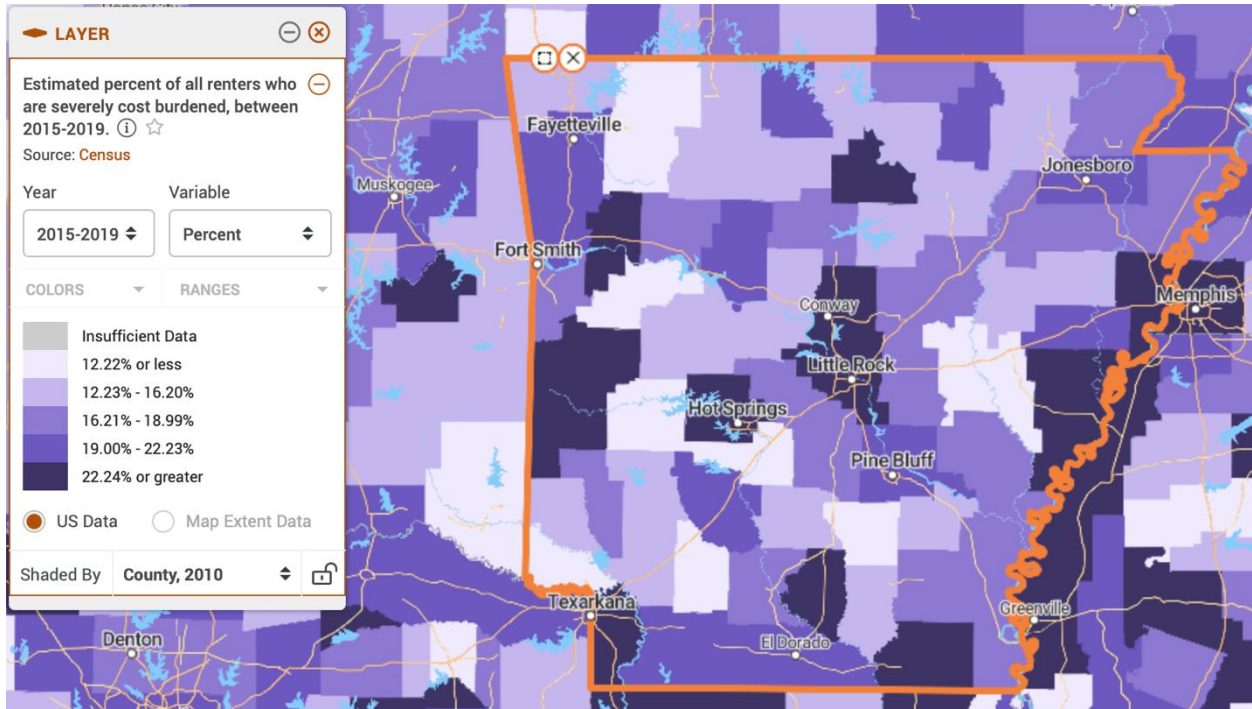 LAYER
Estimated percent of all renters who
are severely cost burdened, between
2015-2019.
Source: Census
Year
Variable
2015-2019
Percent
COLORS
RANGES
Insufficient Data
12.22% or less
12.23% - 16.20%
16.21% - 18.99%
19.00% - 22.23%
22.24% or greater
US Data
Map Extent Data
Shaded By
County, 2010
Fayetteville
Jonesboro
Muskogee
Fort Smith
Memphis
Conway
Little Rock
Hot Springs
Pine Bluff
Texarkana
Greenville
Denton
El Dorado